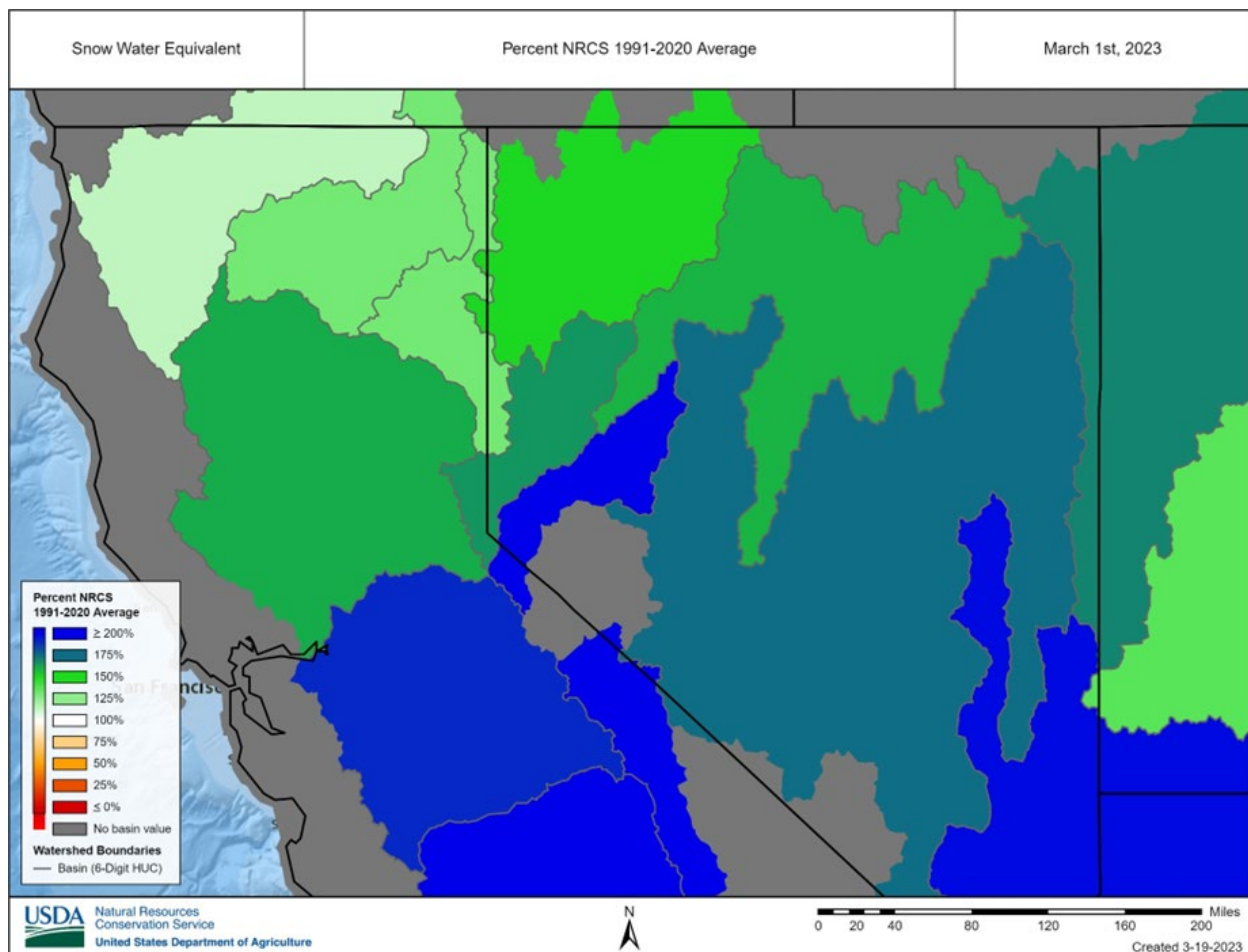 Snow Water Equivalent
Percent NRCS 1991-2020 Average
March 1st, 2023
Percent NRCS
1991-2020 Average
≥ 200%
175%
150%
125%
100%
75%
50%
25%
≤ 0%
No basin value
Watershed Boundaries
Basin (6-Digit HUC)
San Francisc
USDA
Natural Resources
Conservation Service
United States Department of Agriculture
N
Miles
0 20 40 80 120 160 200
Created 3-19-2023